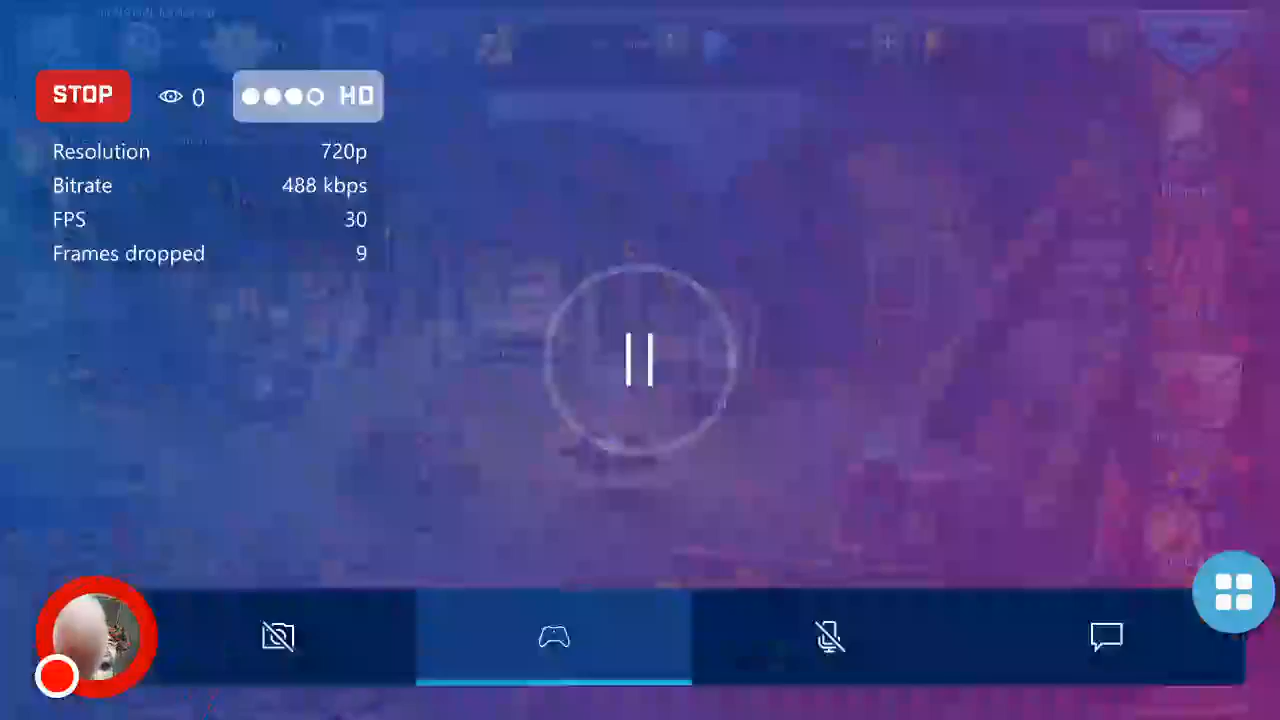 STOP
0
HD
Resolution 720p
Bitrate 488 kbps
FPS 30
Frames dropped 9